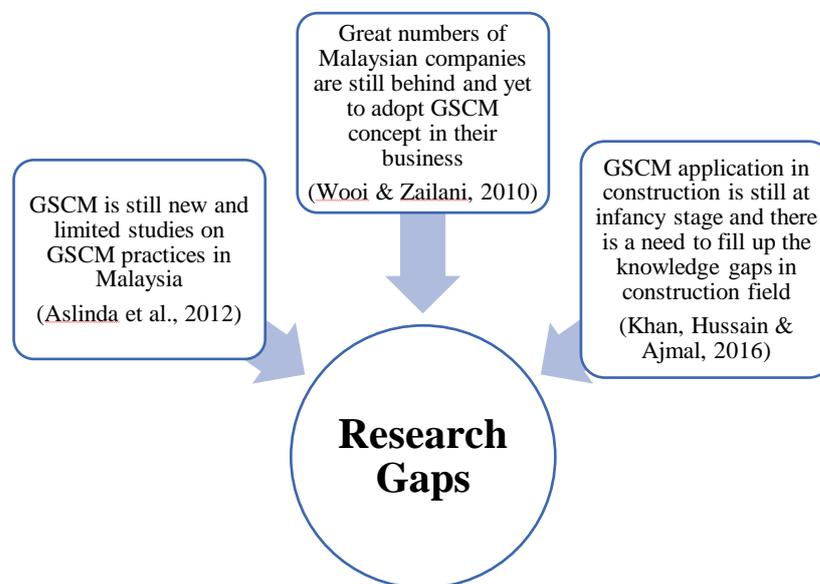 Great numbers of
Malaysian companies
are still behind and yet
to adopt GSCM
concept in their
business
(Wooi & Zailani, 2010)
GSCM is still new and
limited studies on
GSCM practices in
Malaysia
(Aslinda et al., 2012)
GSCM application in
construction is still at
infancy stage and there
is a need to fill up the
knowledge gaps in
construction field
(Khan, Hussain &
Ajmal, 2016)
Research
Gaps